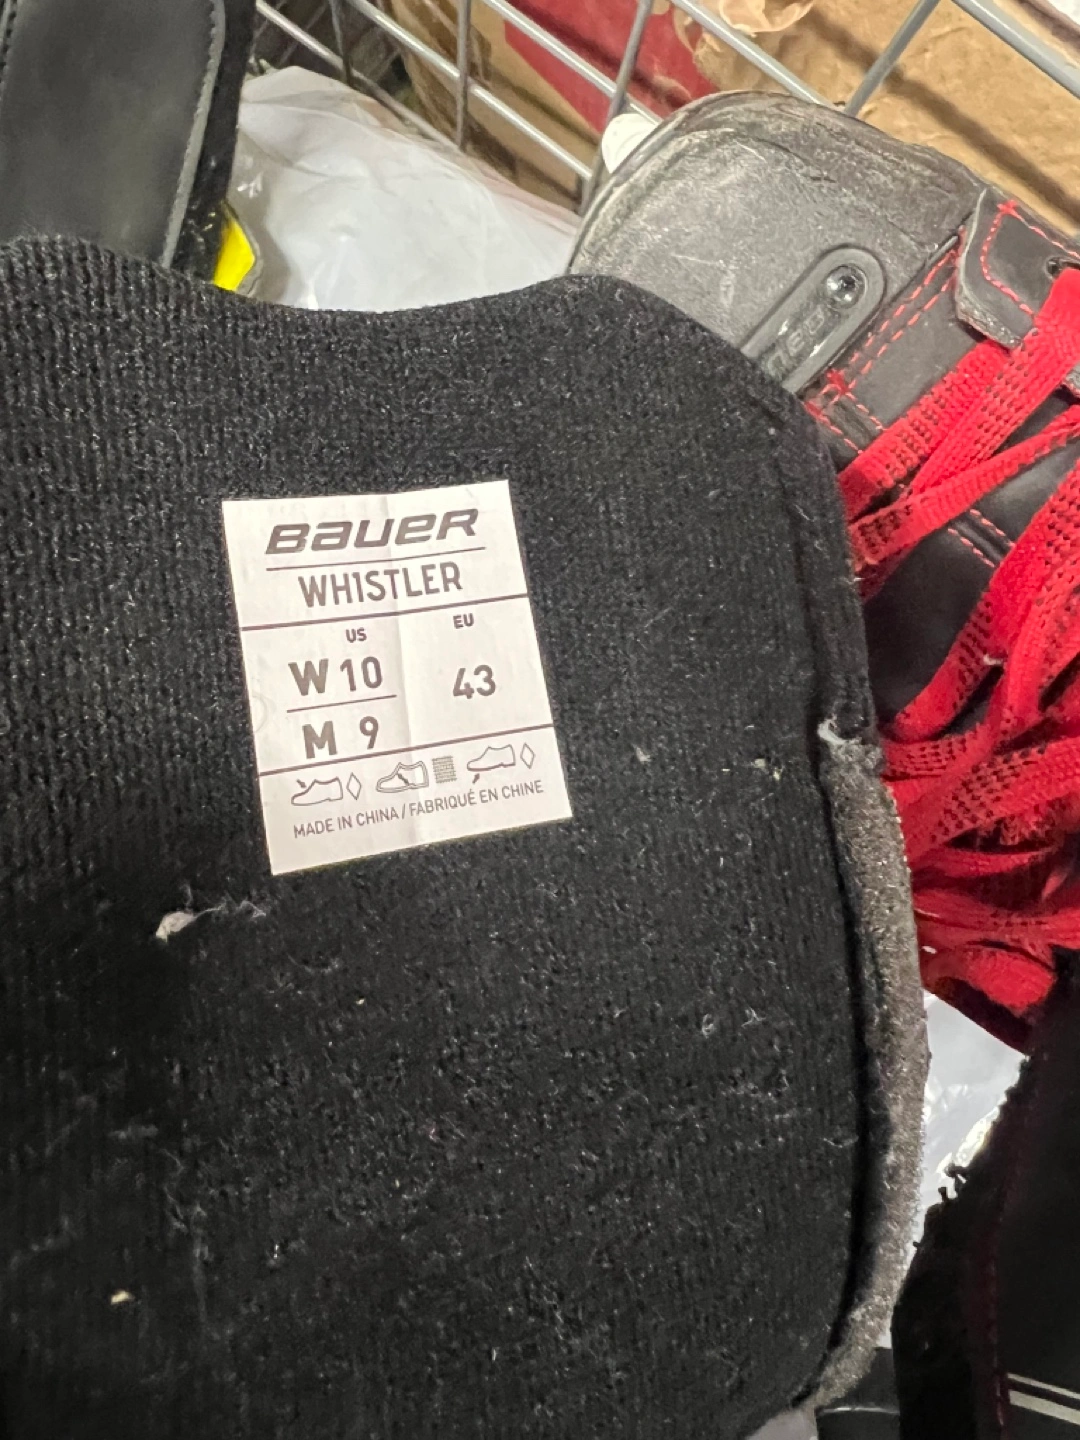 BAUER
WHISTLER
US
EU
W 10
43
M 9
MADE IN CHINA / FABRIQUÉ EN CHINE